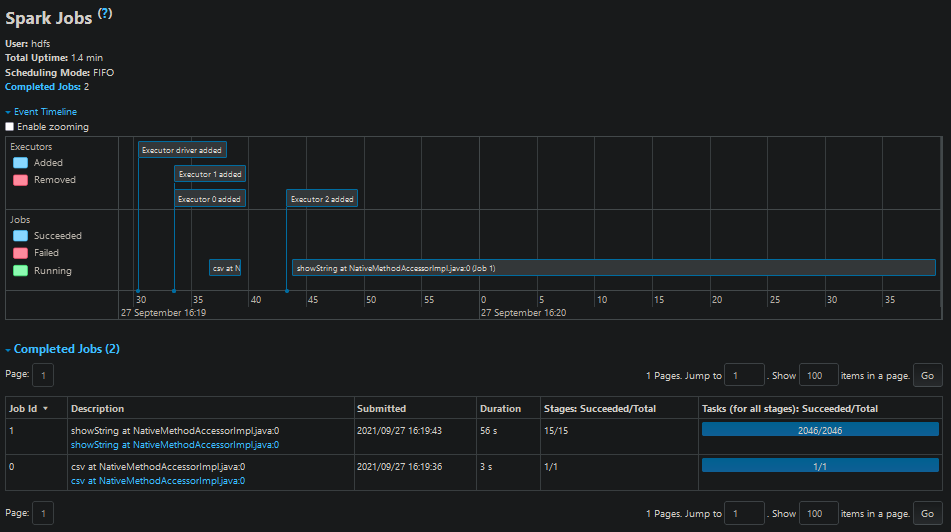 Spark Jobs (?)
User: hdfs
Total Uptime: 1.4 min
Scheduling Mode: FIFO
Completed Jobs: 2
Event Timeline
Enable zooming
Executors
Added
Removed
Executor driver added
Executor 1 added
Executor 0 added
Executor 2 added
Jobs
Succeeded
Failed
Running
csv at N
showString at NativeMethodAccessorImpl.java:0 (Job 1)
30 35 40 45 50 55 0 5 10 15 20 25 30 35
27 September 16:19 27 September 16:20
Completed Jobs (2)
Page: 1 1 Pages. Jump to 1 . Show 100 items in a page. Go
Job Id Description Submitted Duration Stages: Succeeded/Total Tasks (for all stages): Succeeded/Total
1 showString at NativeMethodAccessorImpl.java:0 2021/09/27 16:19:43 56 s 15/15 2046/2046
showString at NativeMethodAccessorImpl.java:0
0 csv at NativeMethodAccessorImpl.java:0 2021/09/27 16:19:36 3 s 1/1 1/1
csv at NativeMethodAccessorImpl.java:0
Page: 1 1 Pages. Jump to 1 . Show 100 items in a page. Go